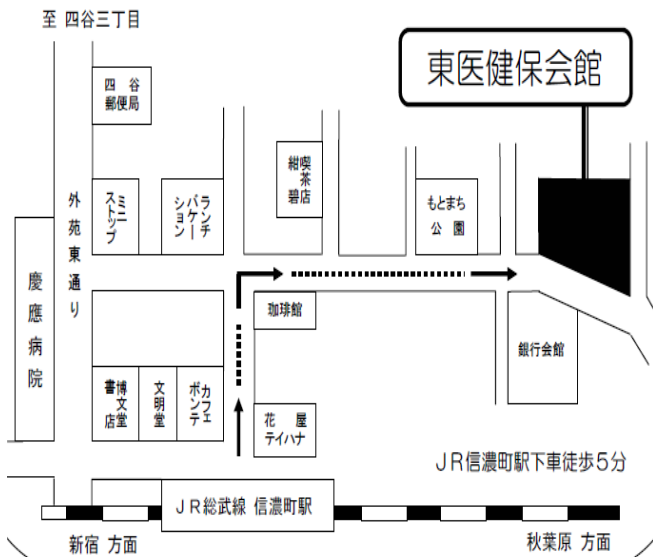 至 四谷三丁目
東医健保会館
四 谷
郵便局
外苑東通り
ミニ
ストップ
ランチ
バケー
ション
喫茶店
紺碧
もとまち
公 園
慶應病院
珈琲館
銀行会館
博文堂
書店
文明堂
カフェ
ボンテ
花 屋
テイハナ
JR信濃町駅下車徒歩5分
JR総武線 信濃町駅
新宿 方面
秋葉原 方面